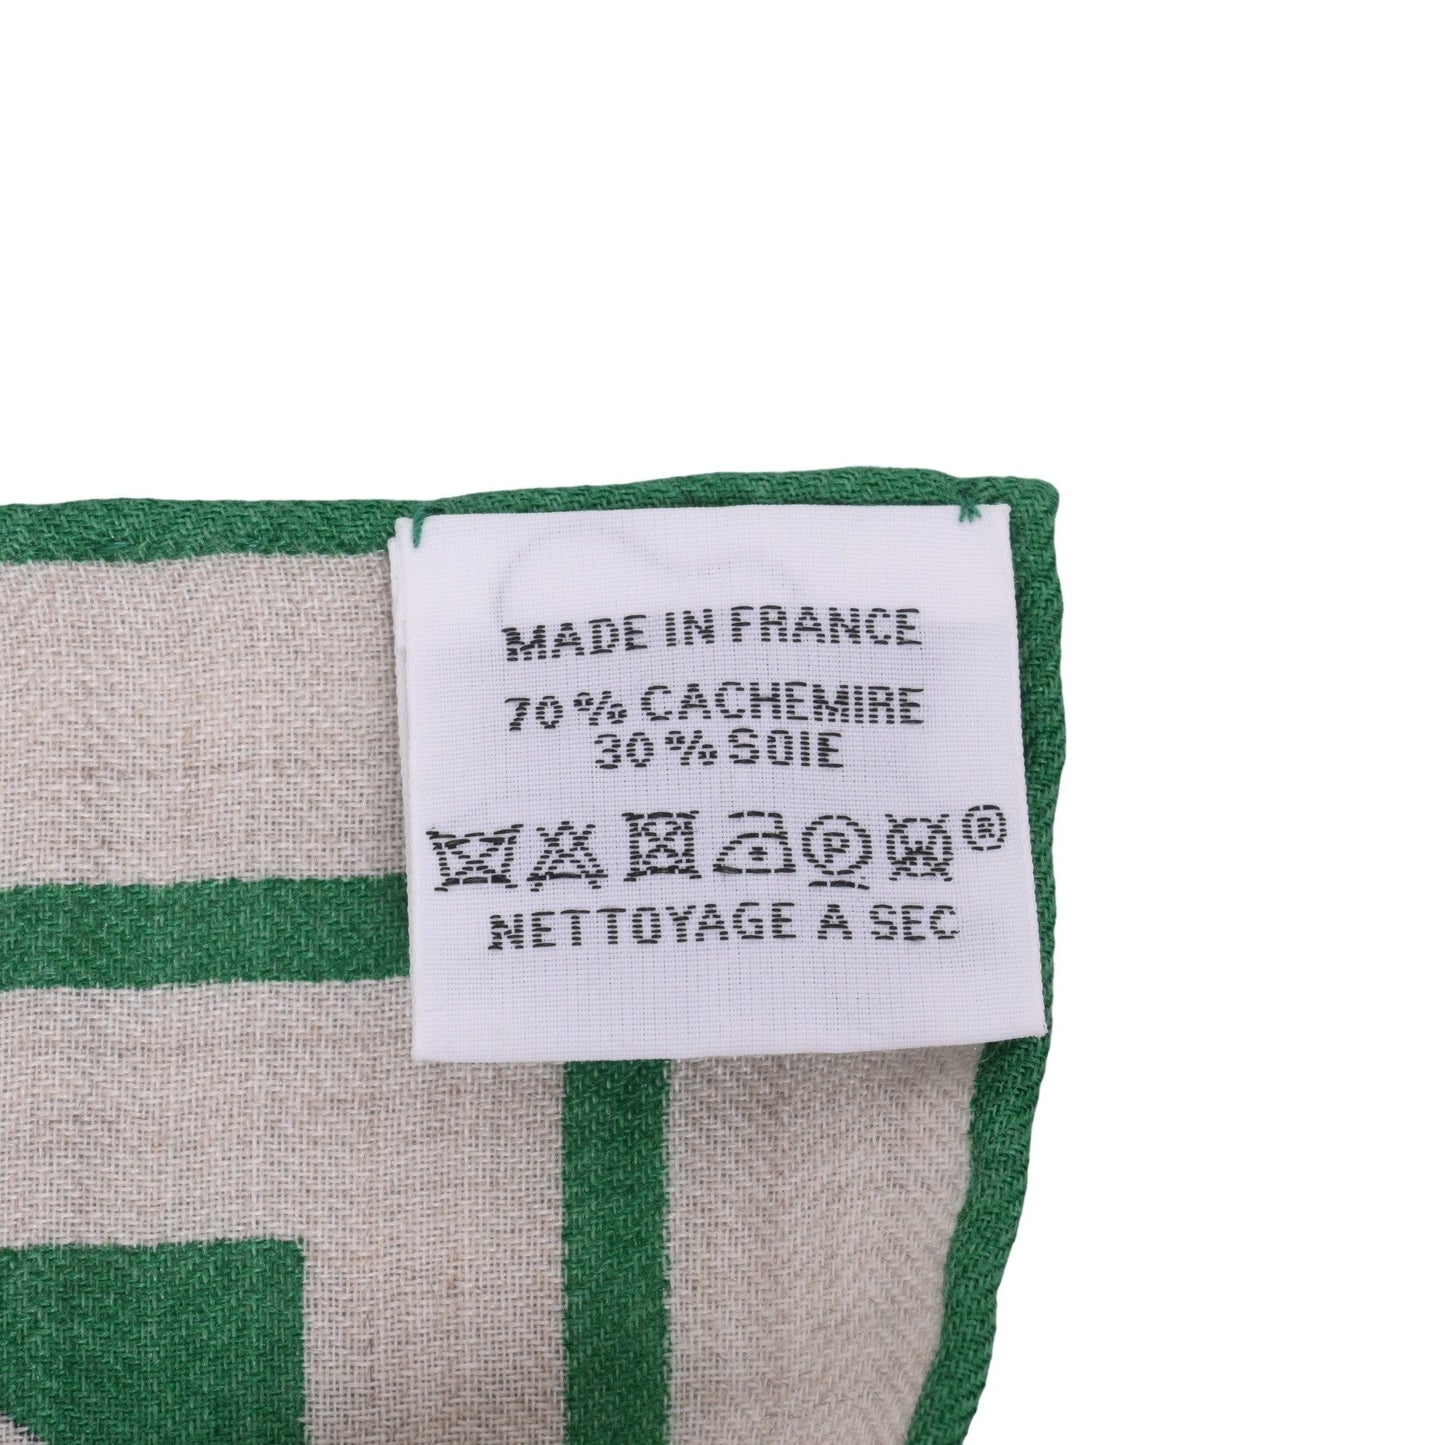 MADE IN FRANCE
70% CACHEMIRE
30% SOIE
P W ®
NETTOYAGE A SEC